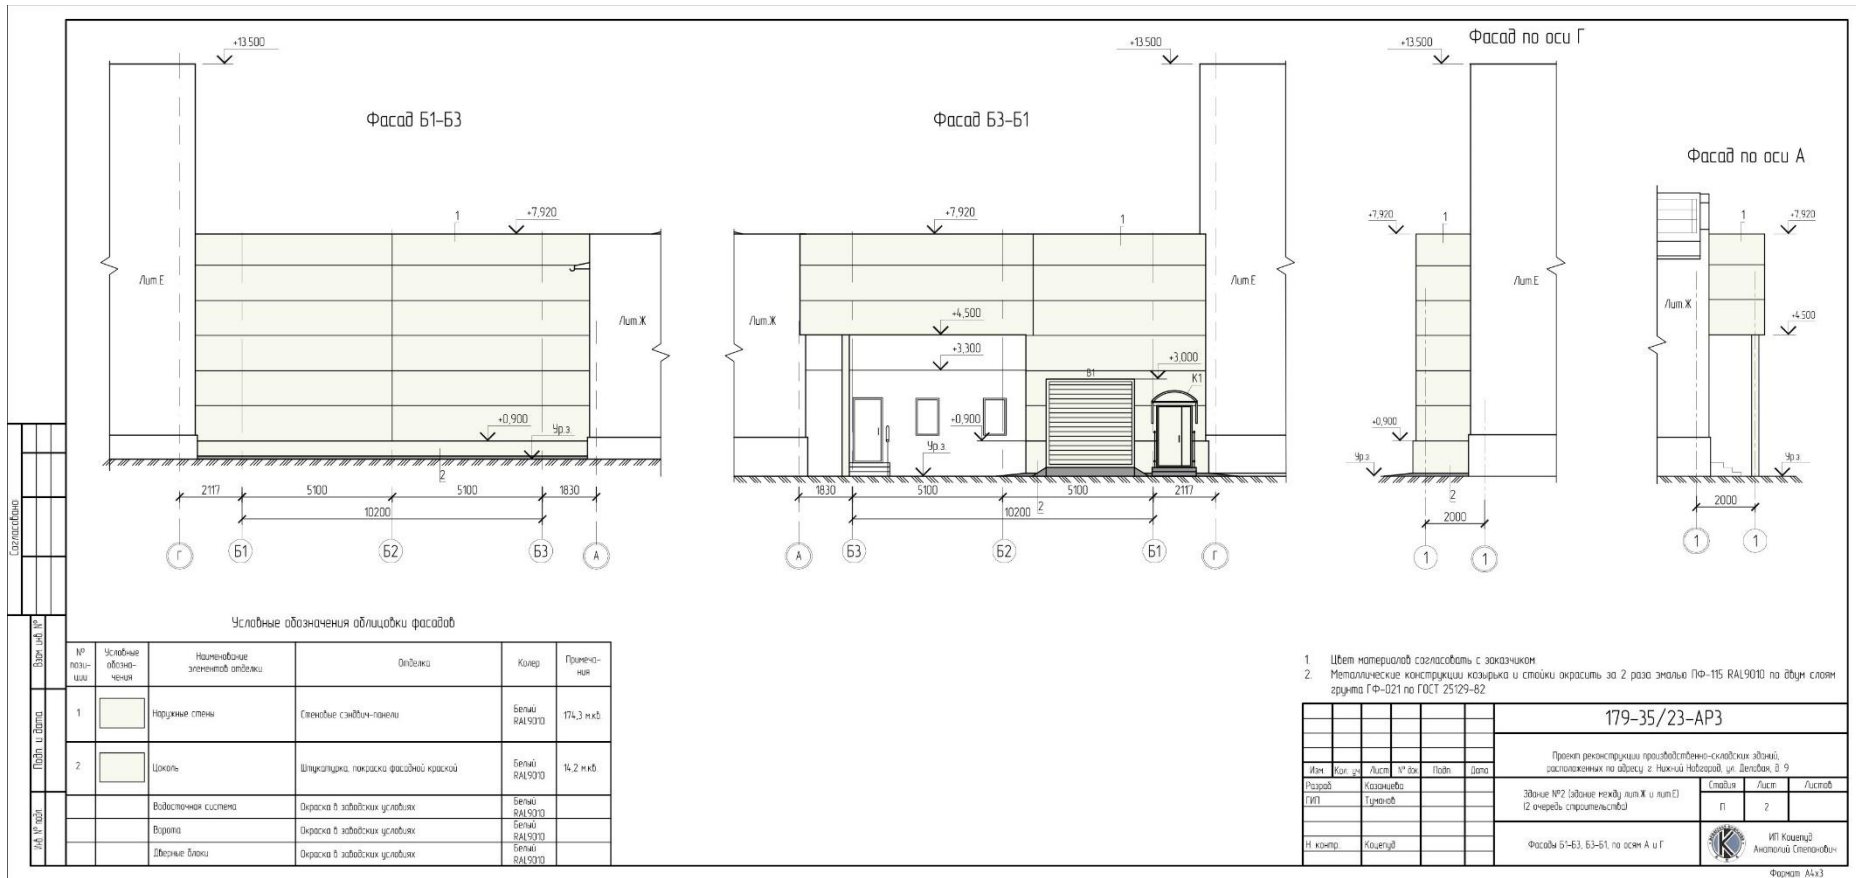 Фасад по оси Г
+13.500
+13.500
+13.500
Фасад Б1-Б3
Фасад Б3-Б1
Фасад по оси А
+7,920
1
+7,920
1
+7,920
1
+7,920
1
Лит.Е
Лит.Ж
Лит.Ж
Лит.Е
Лит.Е
Лит.Ж
+4,500
+4.500
+3,300
+3,000
В1
К1
+0,900
Ур.з.
+0,900
Ур.з.
+0,900
Ур.з.
Ур.з.
2
2
2
2117
5100
5100
1830
10200
1830
5100
5100
2117
10200
2000
2000
Г
Б1
Б2
Б3
А
А
Б3
Б2
Б1
Г
1
1
1
1
Условные обозначения облицовки фасадов
№ пози- ции
Условные обозна- чения
Наименование элементов отделки
Отделка
Колер
Примеча- ния
1
Наружные стены
Стеновые сэндвич-панели
Белый RAL9010
174,3 м.кв.
2
Цоколь
Штукатурка, покраска фасадной краской
Белый RAL9010
14,2 м.кв.
Водосточная система
Окраска в заводских условиях
Белый RAL9010
Ворота
Окраска в заводских условиях
Белый RAL9010
Дверные блоки
Окраска в заводских условиях
Белый RAL9010
1. Цвет материалов согласовать с заказчиком
2. Металлические конструкции козырька и стойки окрасить за 2 раза эмалью ПФ-115 RAL9010 по двум слоям
грунта ГФ-021 по ГОСТ 25129-82
179-35/23-АР3
Проект реконструкции производственно-складских зданий,
расположенных по адресу: г. Нижний Новгород, ул. Деловая, д. 9
Изм.
Кол. уч
Лист
№ док
Подп.
Дата
Разраб
Казанцева
ГИП
Туманов
Н. контр.
Коцепуд
Здание №2 (здание между лит.Ж и лит.Е)
(2 очередь строительства)
Стадия
Лист
Листов
П
2
Фасады Б1-Б3, Б3-Б1, по осям А и Г
К
ИП Коцепуд
Анатолий Степанович
Формат А4х3
Согласовано
Взам. инв. №
Подп. и дата
Инв. № подл.